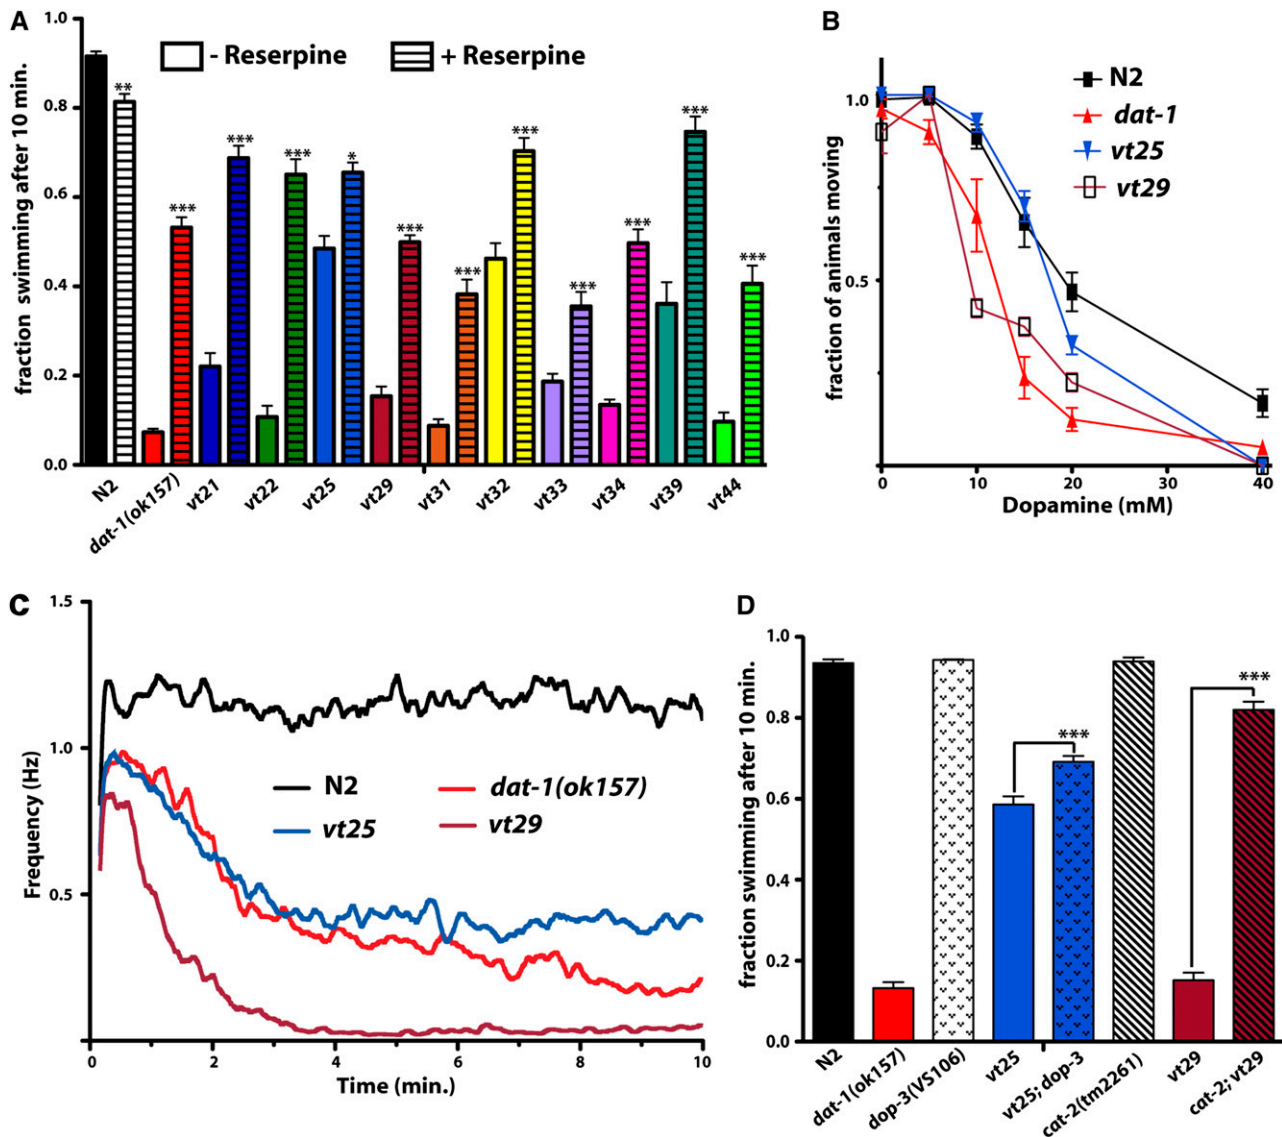 A
fraction swimming after 10 min.
1.0
0.8
0.6
0.4
0.2
0.0
- Reserpine
+ Reserpine
**
***
***
***
*
***
***
***
***
***
***
***
N2
dat-1(ok157)
vt21
vt22
vt25
vt29
vt31
vt32
vt33
vt34
vt39
vt44
B
fraction of animals moving
1.0
0.5
0
10
20
30
40
Dopamine (mM)
N2
dat-1
vt25
vt29
C
Frequency (Hz)
1.5
1.0
0.5
0
2
4
6
8
10
Time (min.)
N2
dat-1(ok157)
vt25
vt29
D
fraction swimming after 10 min.
1.0
0.8
0.6
0.4
0.2
0.0
***
***
N2
dat-1(ok157)
dop-3(VS106)
vt25
vt25; dop-3
cat-2(tm2261)
vt29
cat-2; vt29